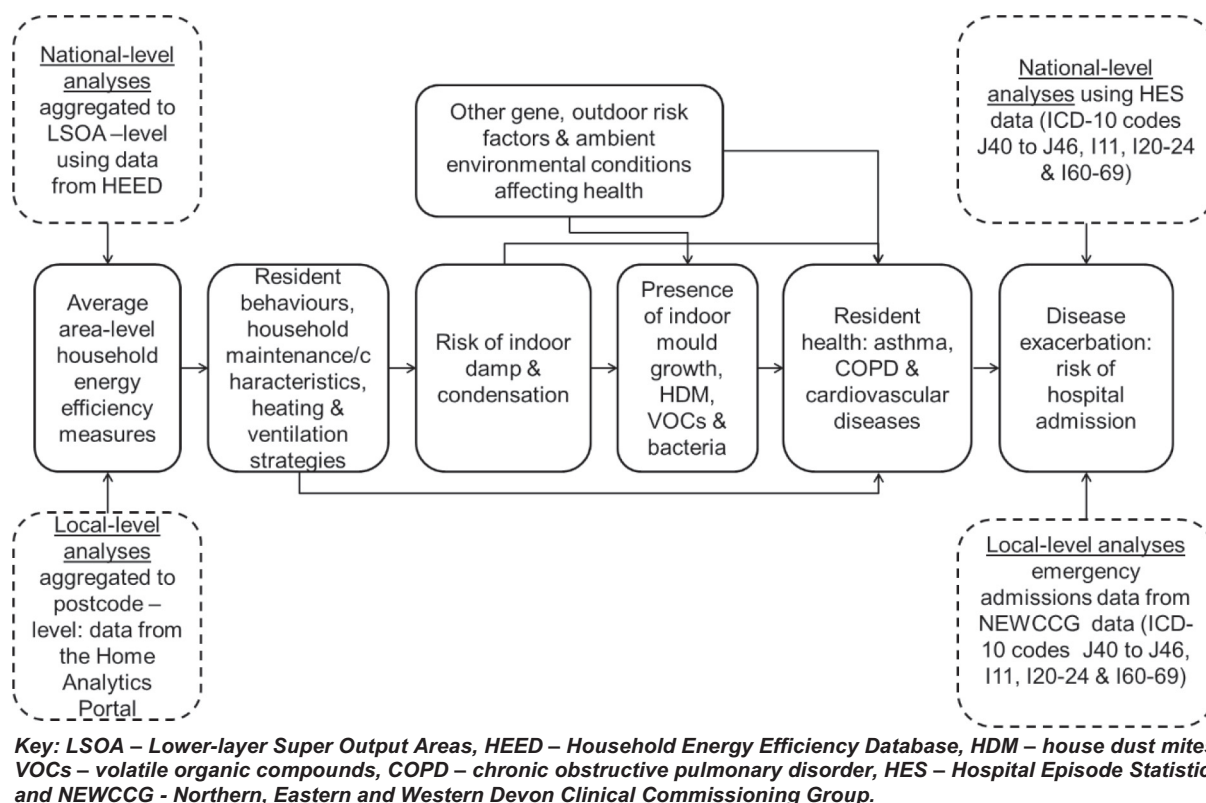 National-level
analyses
aggregated to
LSOA –level
using data
from HEED
Other gene, outdoor risk
factors & ambient
environmental conditions
affecting health
National-level
analyses using HES
data (ICD-10 codes
J40 to J46, I11, I20-24
& I60-69)
Average
area-level
household
energy
efficiency
measures
Resident
behaviours,
household
maintenance/c
haracteristics,
heating &
ventilation
strategies
Risk of indoor
damp &
condensation
Presence
of indoor
mould
growth,
HDM,
VOCs &
bacteria
Resident
health: asthma,
COPD &
cardiovascular
diseases
Disease
exacerbation:
risk of
hospital
admission
Local-level
analyses
aggregated to
postcode –
level: data from
the Home
Analytics
Portal
Local-level analyses
emergency
admissions data from
NEWCCG data (ICD-
10 codes J40 to J46,
I11, I20-24 & I60-69)
Key: LSOA – Lower-layer Super Output Areas, HEED – Household Energy Efficiency Database, HDM – house dust mites
VOCs – volatile organic compounds, COPD – chronic obstructive pulmonary disorder, HES – Hospital Episode Statistic
and NEWCCG - Northern, Eastern and Western Devon Clinical Commissioning Group.